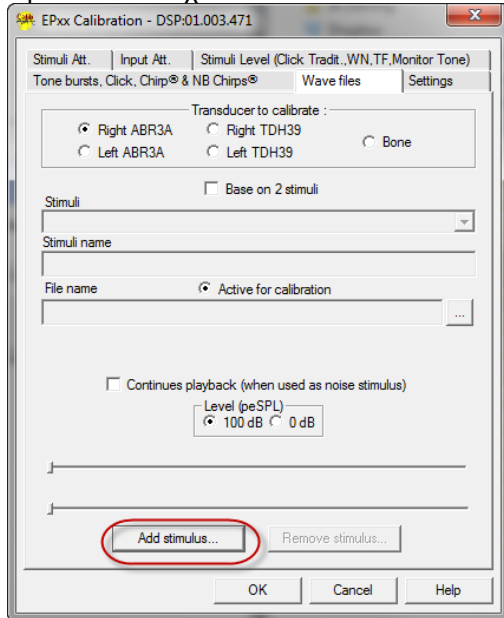 EPxx Calibration - DSP:01.003.471
Stimuli Att. Input Att. Stimuli Level (Click Tradit.,WN,TF,Monitor Tone)
Tone bursts, Click, Chirp® & NB Chirps® Wave files Settings
Transducer to calibrate :
Right ABR3A Right TDH39
Bone
Left ABR3A Left TDH39
Base on 2 stimuli
Stimuli
Stimuli name
File name Active for calibration
...
Continues playback (when used as noise stimulus)
Level (peSPL)
100 dB 0 dB
Add stimulus... Remove stimulus...
OK Cancel Help